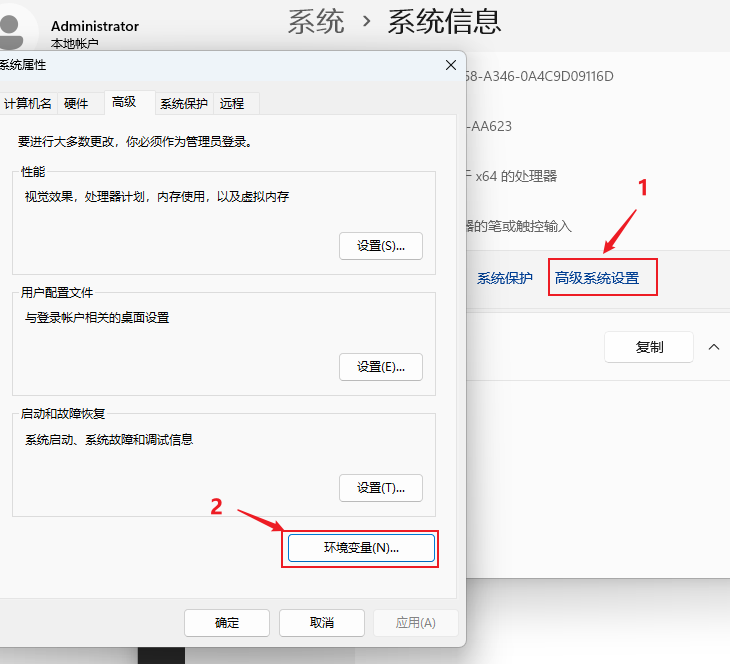 Administrator
本地帐户
系统 › 系统信息
系统属性
计算机名 硬件 高级 系统保护 远程
要进行大多数更改，你必须作为管理员登录。
性能
视觉效果，处理器计划，内存使用，以及虚拟内存
设置(S)...
用户配置文件
与登录帐户相关的桌面设置
设置(E)...
启动和故障恢复
系统启动、系统故障和调试信息
设置(T)...
2
环境变量(N)...
确定 取消 应用(A)
-A346-0A4C9D09116D
-AA623
x64 的处理器
的笔或触控输入
1
系统保护 高级系统设置
复制